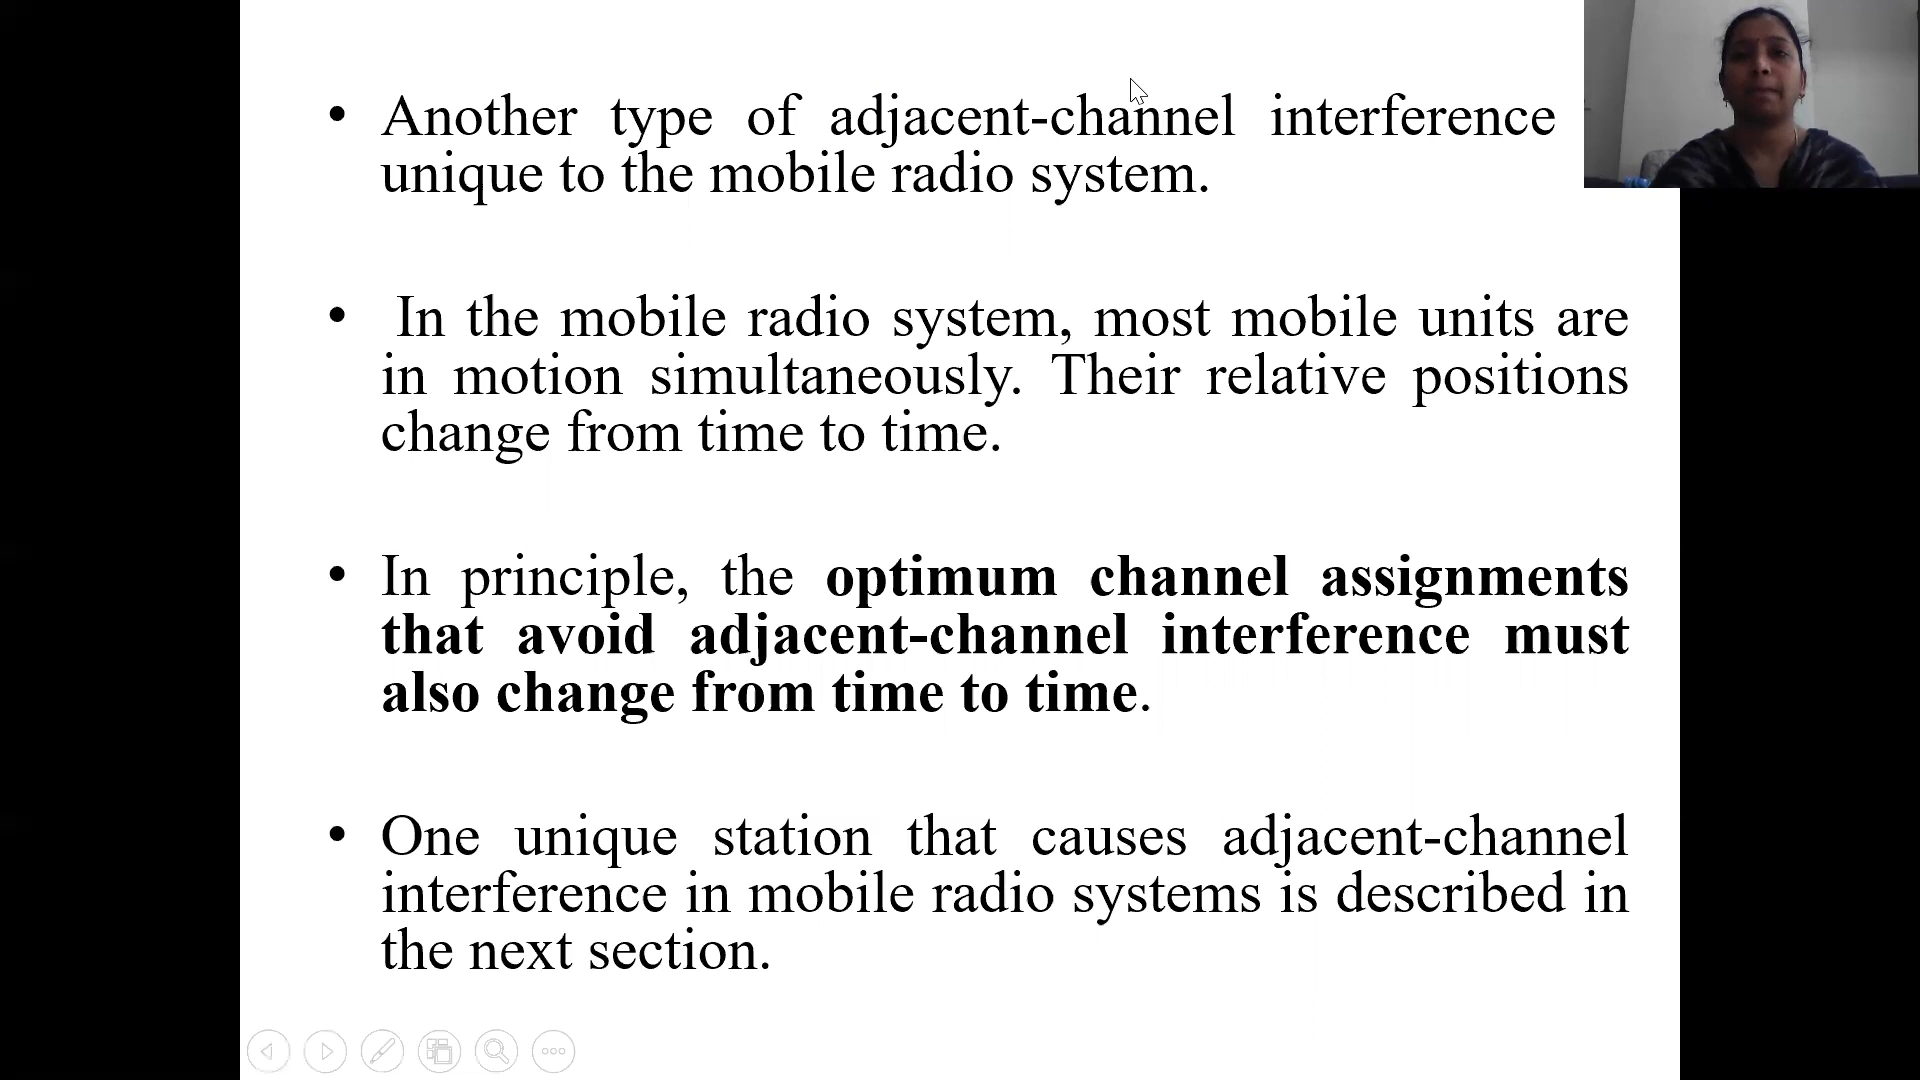 • Another type of adjacent-channel interference
unique to the mobile radio system.
• In the mobile radio system, most mobile units are
in motion simultaneously. Their relative positions
change from time to time.
• In principle, the optimum channel assignments
that avoid adjacent-channel interference must
also change from time to time.
• One unique station that causes adjacent-channel
interference in mobile radio systems is described in
the next section.